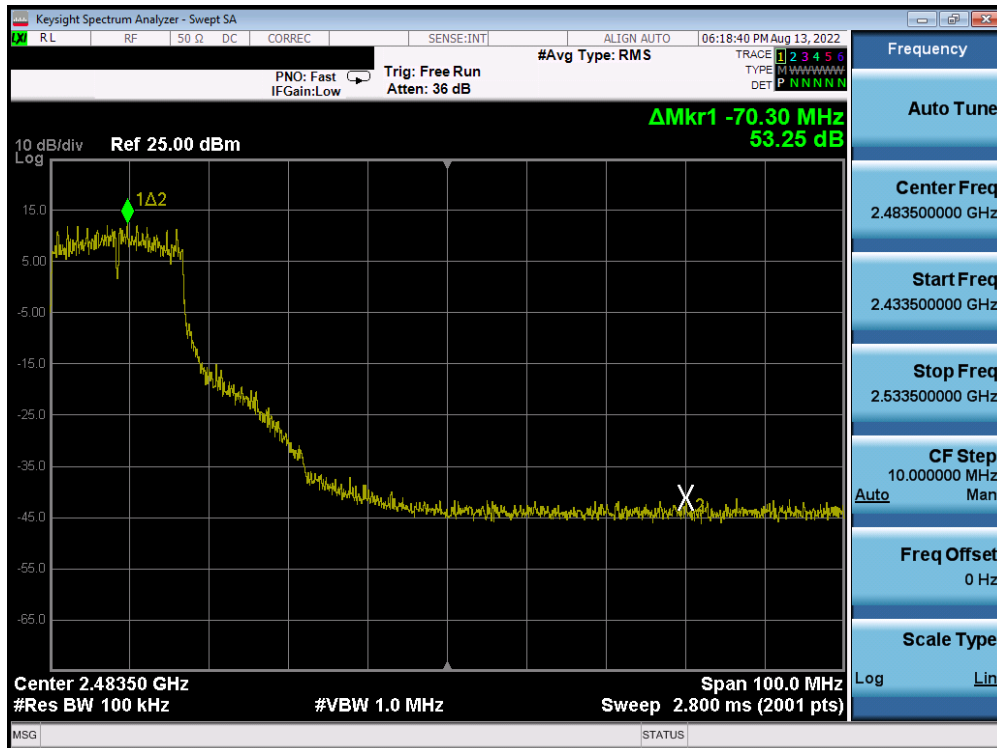 Keysight Spectrum Analyzer - Swept SA
LXI RL RF 50 Ω DC CORREC SENSE:INT ALIGN AUTO 06:18:40 PM Aug 13, 2022
#Avg Type: RMS TRACE 1 2 3 4 5 6
PNO: Fast Trig: Free Run TYPE M WWWWW
IFGain:Low Atten: 36 dB DET P N N N N N
ΔMkr1 -70.30 MHz
10 dB/div Ref 25.00 dBm 53.25 dB
Log
1Δ2
15.0
5.00
-5.00
-15.0
-25.0
-35.0
-45.0
2
-55.0
-65.0
Center 2.48350 GHz Span 100.0 MHz
#Res BW 100 kHz #VBW 1.0 MHz Sweep 2.800 ms (2001 pts)
MSG STATUS
Frequency
Auto Tune
Center Freq
2.483500000 GHz
Start Freq
2.433500000 GHz
Stop Freq
2.533500000 GHz
CF Step
10.000000 MHz
Auto Man
Freq Offset
0 Hz
Scale Type
Log Lin